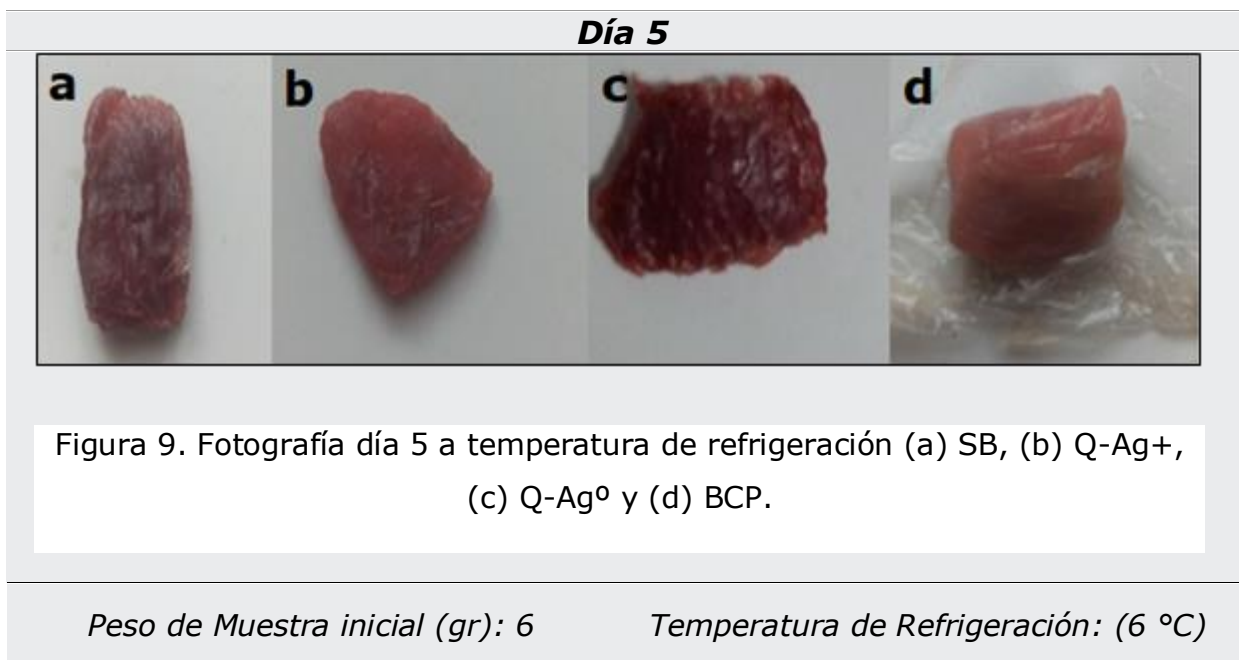 Día 5
a b c d
Figura 9. Fotografía día 5 a temperatura de refrigeración (a) SB, (b) Q-Ag+,
(c) Q-Agº y (d) BCP.
Peso de Muestra inicial (gr): 6 Temperatura de Refrigeración: (6 °C)